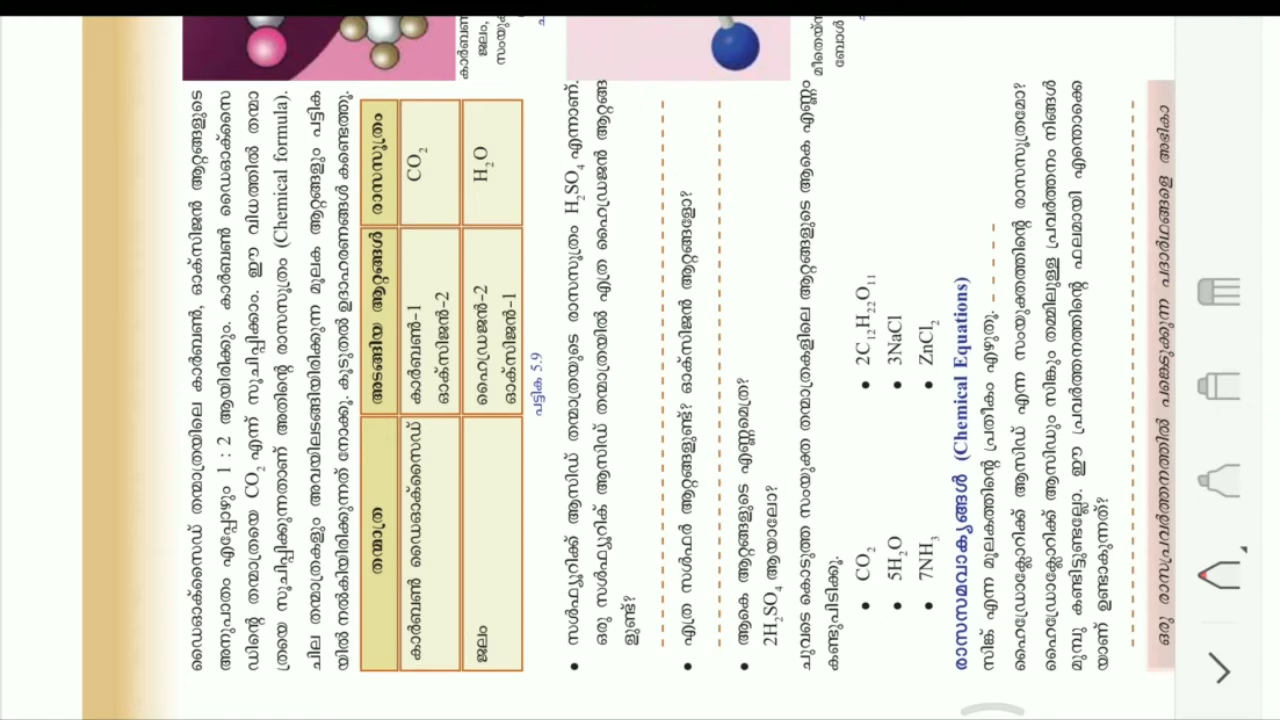 ഡൈഓക്സൈഡ് തന്മാത്രയിലെ കാർബൺ, ഓക്സിജൻ ആറ്റങ്ങളുടെ
അനുപാതം എപ്പോഴും 1 : 2 ആയിരിക്കും. കാർബൺ ഡൈഓക്സൈ
ഡിന്റെ തന്മാത്രയെ CO₂ എന്ന് സൂചിപ്പിക്കാം. ഈ വിധത്തിൽ തന്മാ
ത്രയെ സൂചിപ്പിക്കുന്നതാണ് അതിന്റെ രാസസൂത്രം (Chemical formula).
ചില തന്മാത്രകളും അവയിലടങ്ങിയിരിക്കുന്ന മൂലക ആറ്റങ്ങളും പട്ടിക
യിൽ നൽകിയിരിക്കുന്നത് നോക്കൂ. കൂടുതൽ ഉദാഹരണങ്ങൾ കണ്ടെത്തൂ.
തന്മാത്ര അടങ്ങിയ ആറ്റങ്ങൾ രാസസൂത്രം
കാർബൺ ഡൈഓക്സൈഡ് കാർബൺ-1 CO₂
ഓക്സിജൻ-2
ജലം ഹൈഡ്രജൻ-2 H₂O
ഓക്സിജൻ-1
പട്ടിക 5.9
• സൾഫ്യൂറിക്ക് ആസിഡ് തന്മാത്രയുടെ രാസസൂത്രം H₂SO₄ എന്നാണ്.
ഒരു സൾഫ്യൂറിക് ആസിഡ് തന്മാത്രയിൽ എത്ര ഹൈഡ്രജൻ ആറ്റങ്ങ
ളുണ്ട്?
• എത്ര സൾഫർ ആറ്റങ്ങളുണ്ട്? ഓക്സിജൻ ആറ്റങ്ങളോ?
• ആകെ ആറ്റങ്ങളുടെ എണ്ണമെത്ര?
2H₂SO₄ ആയാലോ?
ചുവടെ കൊടുത്ത സംയുക്ത തന്മാത്രകളിലെ ആറ്റങ്ങളുടെ ആകെ എണ്ണം
കണ്ടുപിടിക്കൂ.
• CO₂ • 2C₁₂H₂₂O₁₁
• 5H₂O • 3NaCl
• 7NH₃ • ZnCl₂
രാസസമവാക്യങ്ങൾ (Chemical Equations)
സിങ്ക് എന്ന മൂലകത്തിന്റെ പ്രതീകം എഴുതൂ.
ഹൈഡ്രോക്ലോറിക്ക് ആസിഡ് എന്ന സംയുക്തത്തിന്റെ രാസസൂത്രമോ?
ഹൈഡ്രോക്ലോറിക്ക് ആസിഡും സിങ്കും തമ്മിലുള്ള പ്രവർത്തനം നിങ്ങൾ
മുമ്പു കണ്ടിട്ടുണ്ടല്ലോ. ഈ പ്രവർത്തനത്തിന്റെ ഫലമായി എന്തൊക്കെ
യാണ് ഉണ്ടാകുന്നത്?
ഒരു രാസപ്രവർത്തനത്തിൽ പങ്കെടുക്കുന്ന പദാർഥങ്ങളെ അഭികാ
കാർബൺ
ജലം,
സംയുക്
മീതെയ്ൻ
ബോൾ